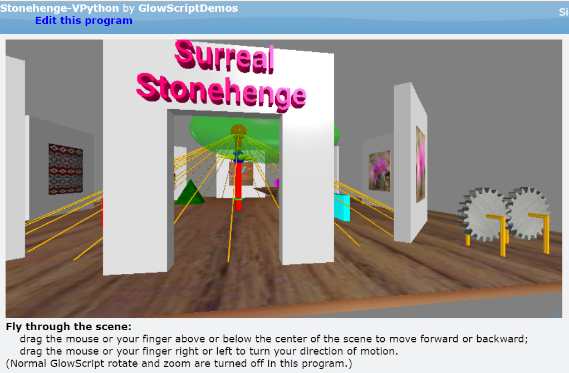 Stonehenge-VPython by GlowScriptDemos
Si
Edit this program
Surreal
Stonehenge
Fly through the scene:
drag the mouse or your finger above or below the center of the scene to move forward or backward;
drag the mouse or your finger right or left to turn your direction of motion.
(Normal GlowScript rotate and zoom are turned off in this program.)